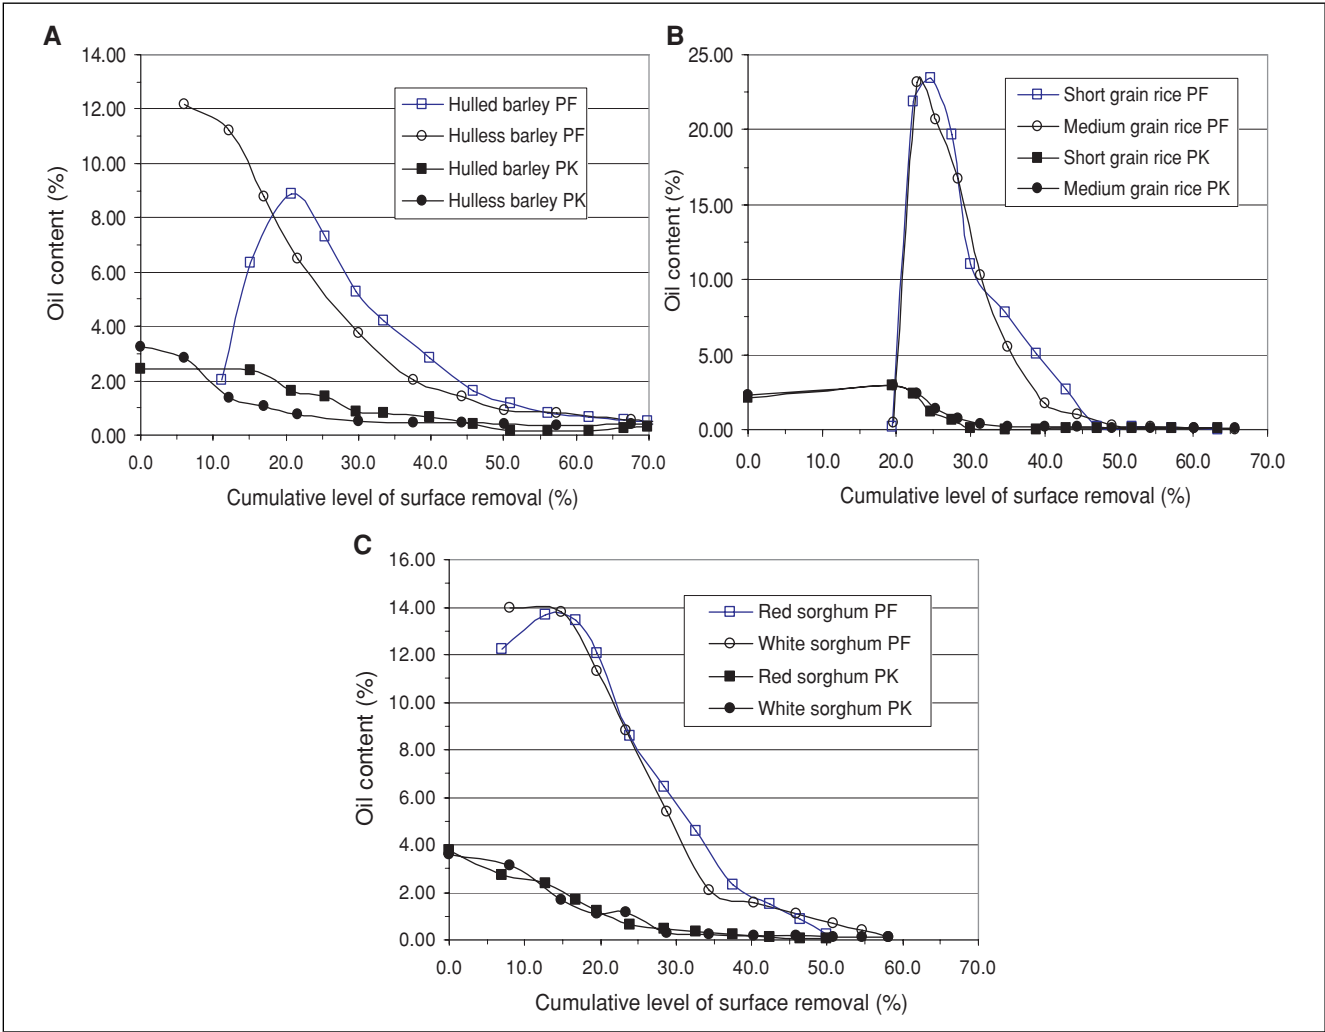 A
14.00
12.00
10.00
8.00
6.00
4.00
2.00
0.00
Oil content (%)
0.0 10.0 20.0 30.0 40.0 50.0 60.0 70.0
Cumulative level of surface removal (%)
Hulled barley PF
Hulless barley PF
Hulled barley PK
Hulless barley PK
B
25.00
20.00
15.00
10.00
5.00
0.00
Oil content (%)
0.0 10.0 20.0 30.0 40.0 50.0 60.0 70.0
Cumulative level of surface removal (%)
Short grain rice PF
Medium grain rice PF
Short grain rice PK
Medium grain rice PK
C
16.00
14.00
12.00
10.00
8.00
6.00
4.00
2.00
0.00
Oil content (%)
0.0 10.0 20.0 30.0 40.0 50.0 60.0 70.0
Cumulative level of surface removal (%)
Red sorghum PF
White sorghum PF
Red sorghum PK
White sorghum PK